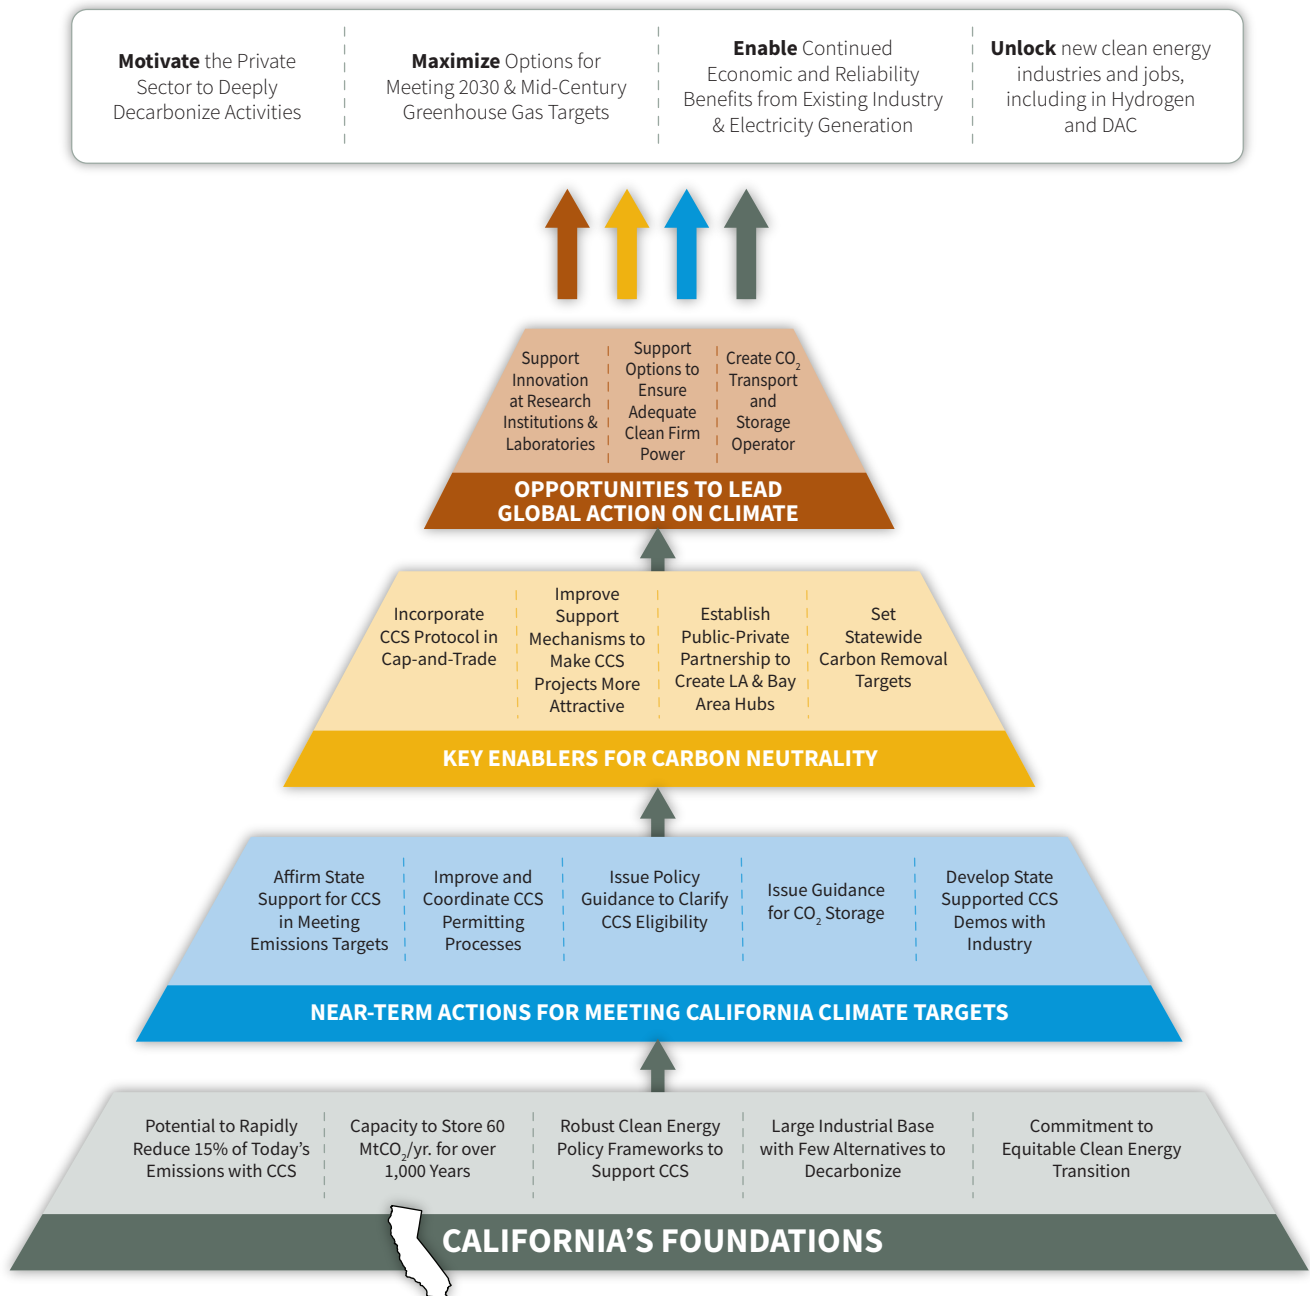 Motivate the Private
Sector to Deeply
Decarbonize Activities
Maximize Options for
Meeting 2030 & Mid-Century
Greenhouse Gas Targets
Enable Continued
Economic and Reliability
Benefits from Existing Industry
& Electricity Generation
Unlock new clean energy
industries and jobs,
including in Hydrogen
and DAC
Support
Innovation
at Research
Institutions &
Laboratories
Support
Options to
Ensure
Adequate
Clean Firm
Power
Create CO₂
Transport
and
Storage
Operator
OPPORTUNITIES TO LEAD
GLOBAL ACTION ON CLIMATE
Incorporate
CCS Protocol in
Cap-and-Trade
Improve
Support
Mechanisms to
Make CCS
Projects More
Attractive
Establish
Public-Private
Partnership to
Create LA & Bay
Area Hubs
Set
Statewide
Carbon Removal
Targets
KEY ENABLERS FOR CARBON NEUTRALITY
Affirm State
Support for CCS
in Meeting
Emissions Targets
Improve and
Coordinate CCS
Permitting
Processes
Issue Policy
Guidance to Clarify
CCS Eligibility
Issue Guidance
for CO₂ Storage
Develop State
Supported CCS
Demos with
Industry
NEAR-TERM ACTIONS FOR MEETING CALIFORNIA CLIMATE TARGETS
Potential to Rapidly
Reduce 15% of Today’s
Emissions with CCS
Capacity to Store 60
MtCO₂/yr. for over
1,000 Years
Robust Clean Energy
Policy Frameworks to
Support CCS
Large Industrial Base
with Few Alternatives to
Decarbonize
Commitment to
Equitable Clean Energy
Transition
CALIFORNIA’S FOUNDATIONS